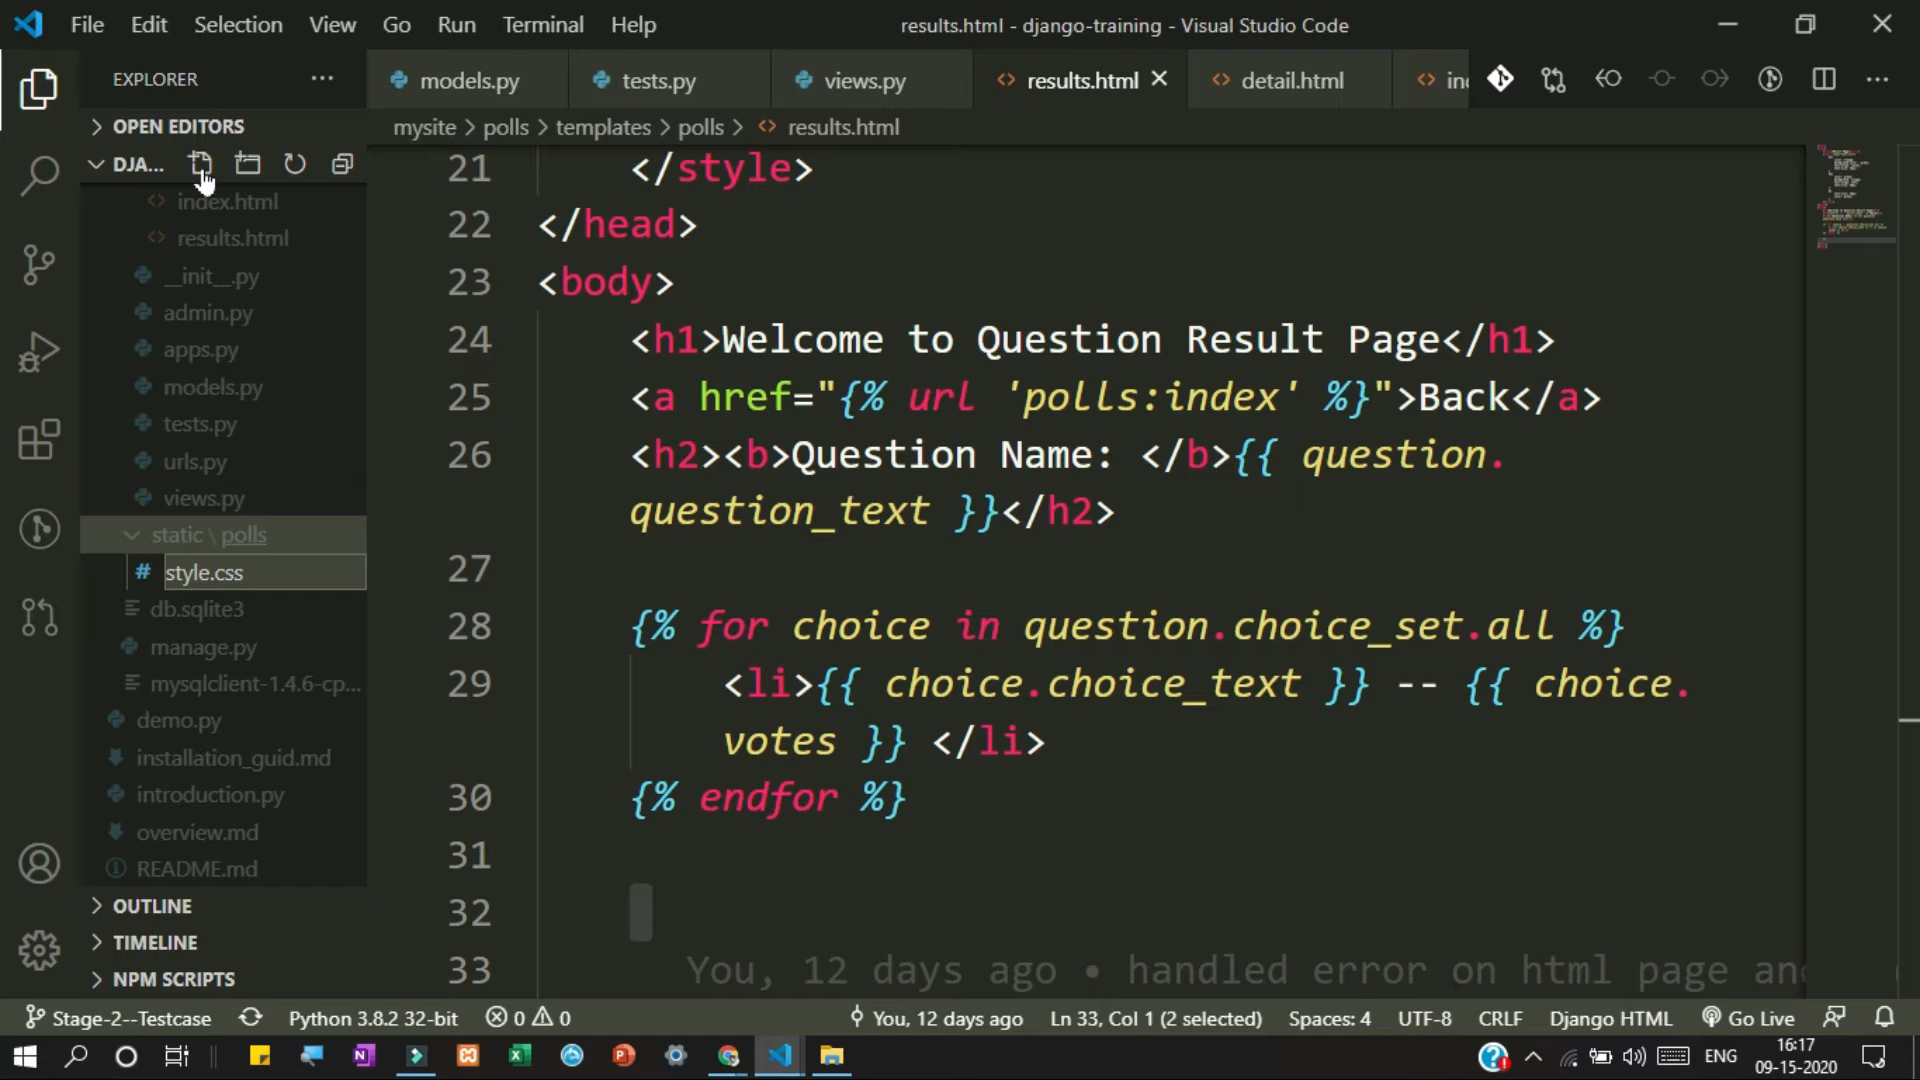 File Edit Selection View Go Run Terminal Help
results.html - django-training - Visual Studio Code
EXPLORER
models.py tests.py views.py results.html detail.html
OPEN EDITORS
mysite > polls > templates > polls > results.html
DJA...
index.html
results.html
__init__.py
admin.py
apps.py
models.py
tests.py
urls.py
views.py
static \ polls
# style.css
db.sqlite3
manage.py
mysqlclient-1.4.6-cp...
demo.py
installation_guid.md
introduction.py
overview.md
README.md
OUTLINE
TIMELINE
NPM SCRIPTS
21 </style>
22 </head>
23 <body>
24 <h1>Welcome to Question Result Page</h1>
25 <a href="{% url 'polls:index' %}">Back</a>
26 <h2><b>Question Name: </b>{{ question.
question_text }}</h2>
27
28 {% for choice in question.choice_set.all %}
29 <li>{{ choice.choice_text }} -- {{ choice.
votes }} </li>
30 {% endfor %}
31
32
33 You, 12 days ago • handled error on html page
Stage-2--Testcase Python 3.8.2 32-bit 0 0 You, 12 days ago Ln 33, Col 1 (2 selected) Spaces: 4 UTF-8 CRLF Django HTML Go Live
ENG 16:17
09-15-2020